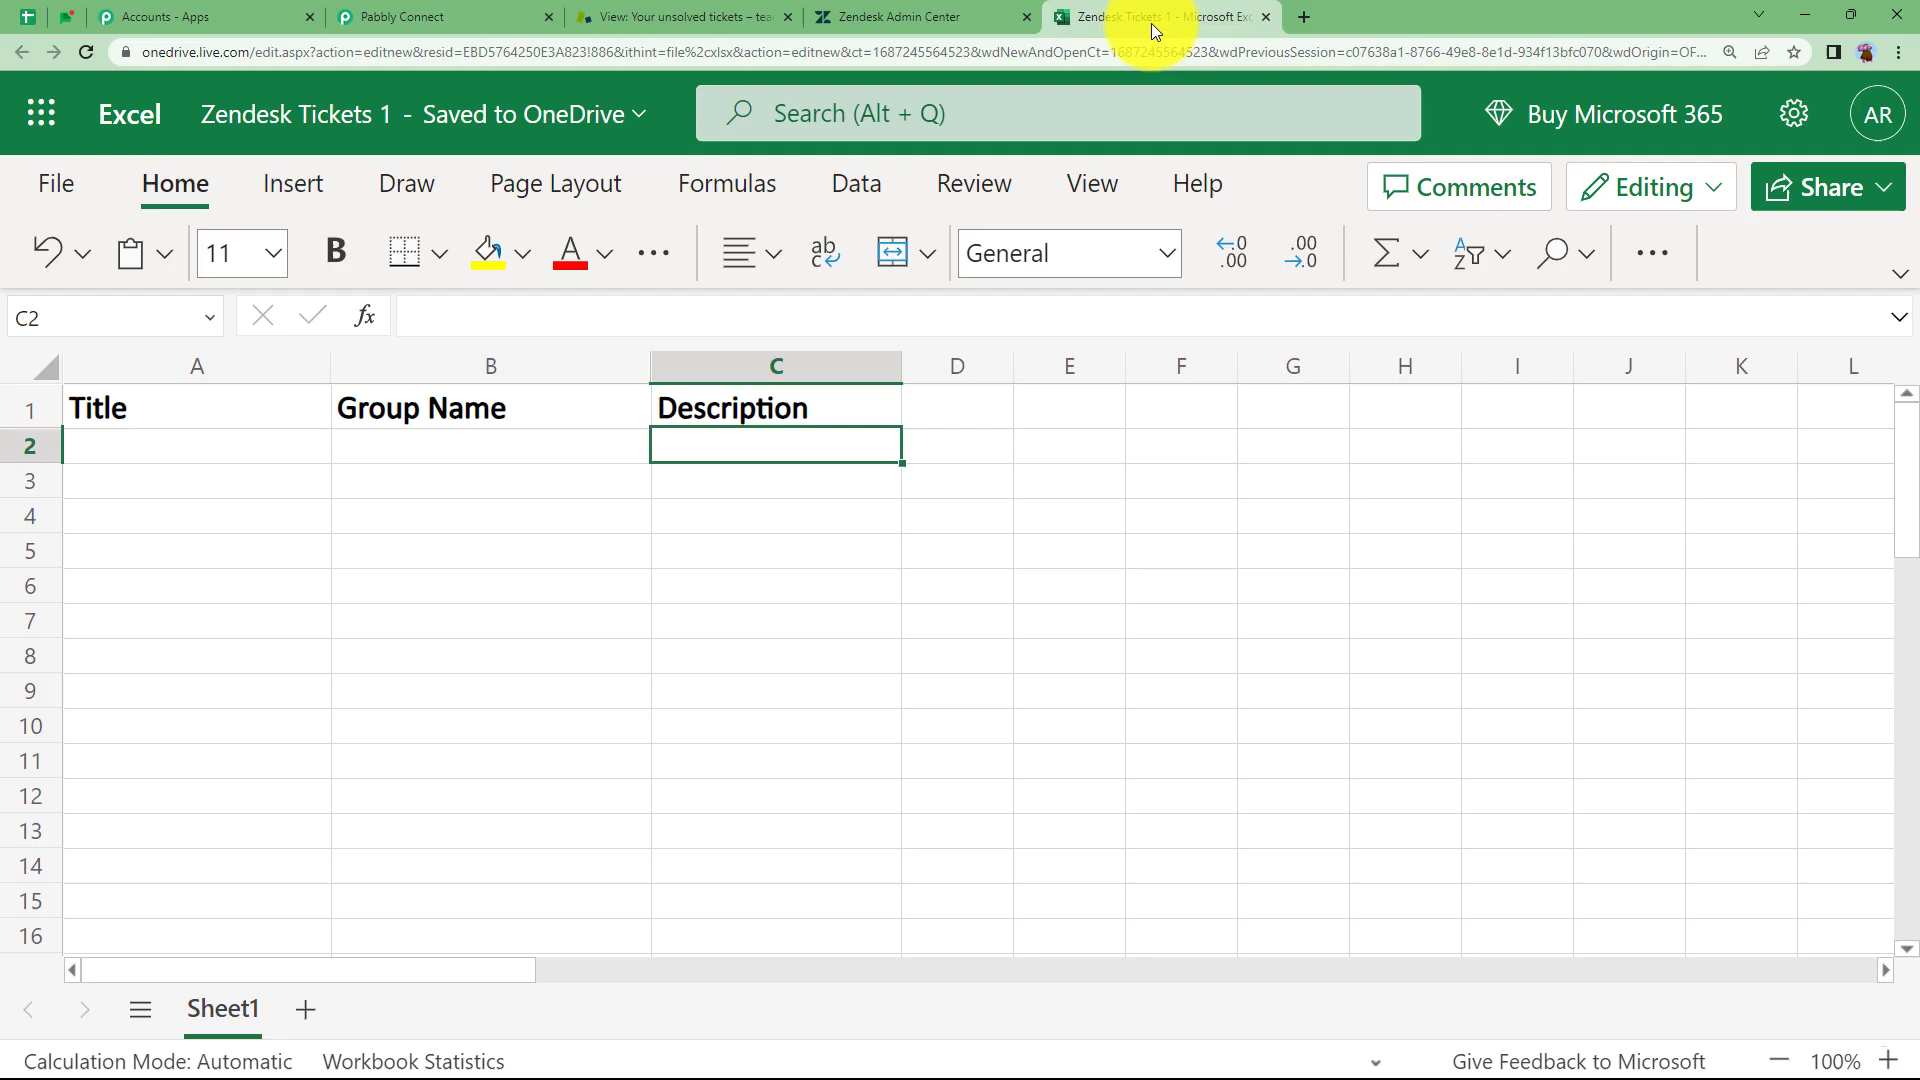 Accounts - Apps
Pabbly Connect
View: Your unsolved tickets – tea
Zendesk Admin Center
Zendesk Tickets 1 - Microsoft Exc
onedrive.live.com/edit.aspx?action=editnew&resid=EBD5764250E3A823!886&ithint=file%2cxlsx&action=editnew&ct=1687245564523&wdNewAndOpenCt=1687245564523&wdPreviousSession=c07638a1-8766-49e8-8e1d-934f13bfc070&wdOrigin=OF...
Excel
Zendesk Tickets 1 - Saved to OneDrive
Search (Alt + Q)
Buy Microsoft 365
AR
File
Home
Insert
Draw
Page Layout
Formulas
Data
Review
View
Help
Comments
Editing
Share
11
B
A
ab
c
General
.00
.00
C2
fx
A B C D E F G H I J K L
1 Title Group Name Description
2
3
4
5
6
7
8
9
10
11
12
13
14
15
16
Sheet1
Calculation Mode: Automatic
Workbook Statistics
Give Feedback to Microsoft
100%